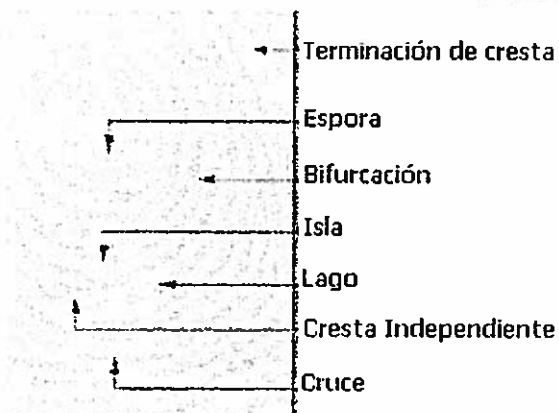 Terminación de cresta
Espora
Bifurcación
Isla
Lago
Cresta Independiente
Cruce